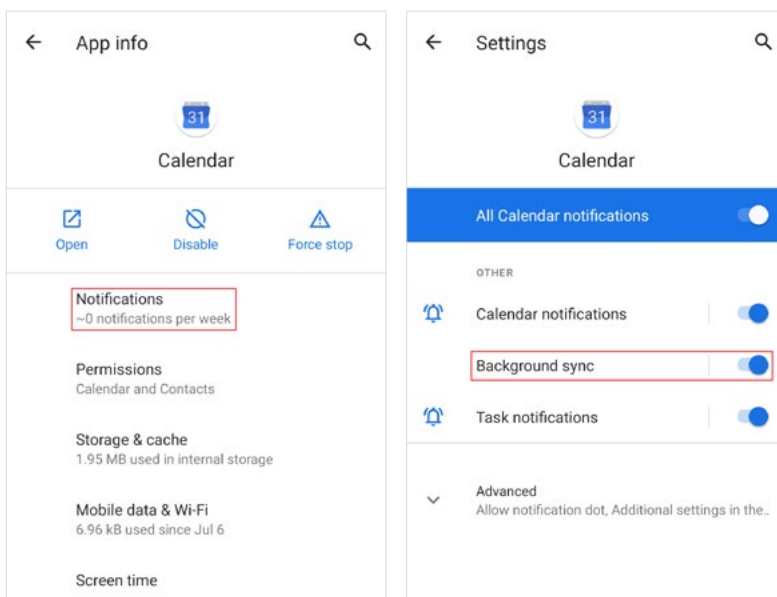 App info
31
Calendar
Open
Disable
Force stop
Notifications
~0 notifications per week
Permissions
Calendar and Contacts
Storage & cache
1.95 MB used in internal storage
Mobile data & Wi-Fi
6.96 kB used since Jul 6
Screen time
Settings
31
Calendar
All Calendar notifications
OTHER
Calendar notifications
Background sync
Task notifications
Advanced
Allow notification dot, Additional settings in the..